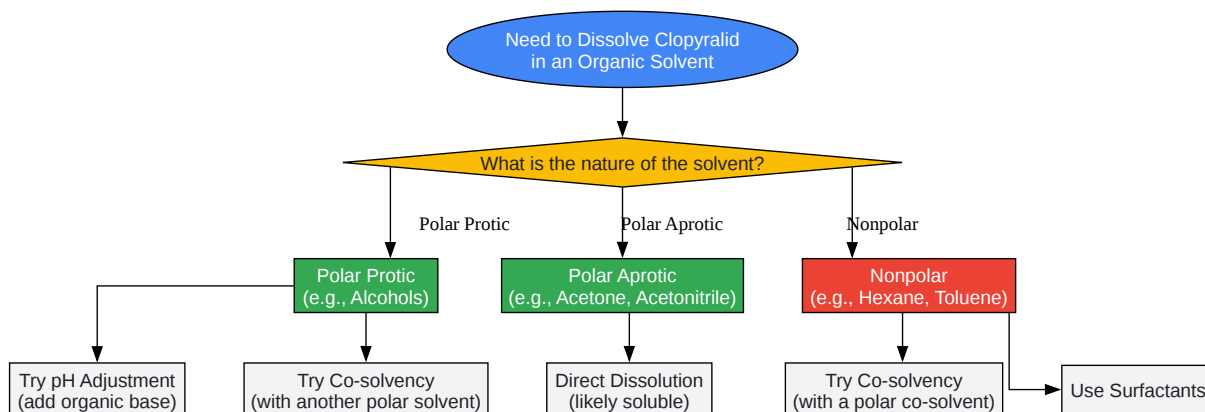 Need to Dissolve Clopyralid
in an Organic Solvent
What is the nature of the solvent?
Polar Protic
Polar Aprotic
Nonpolar
Polar Protic
(e.g., Alcohols)
Polar Aprotic
(e.g., Acetone, Acetonitrile)
Nonpolar
(e.g., Hexane, Toluene)
Try pH Adjustment
(add organic base)
Try Co-solvency
(with another polar solvent)
Direct Dissolution
(likely soluble)
Try Co-solvency
(with a polar co-solvent)
Use Surfactants